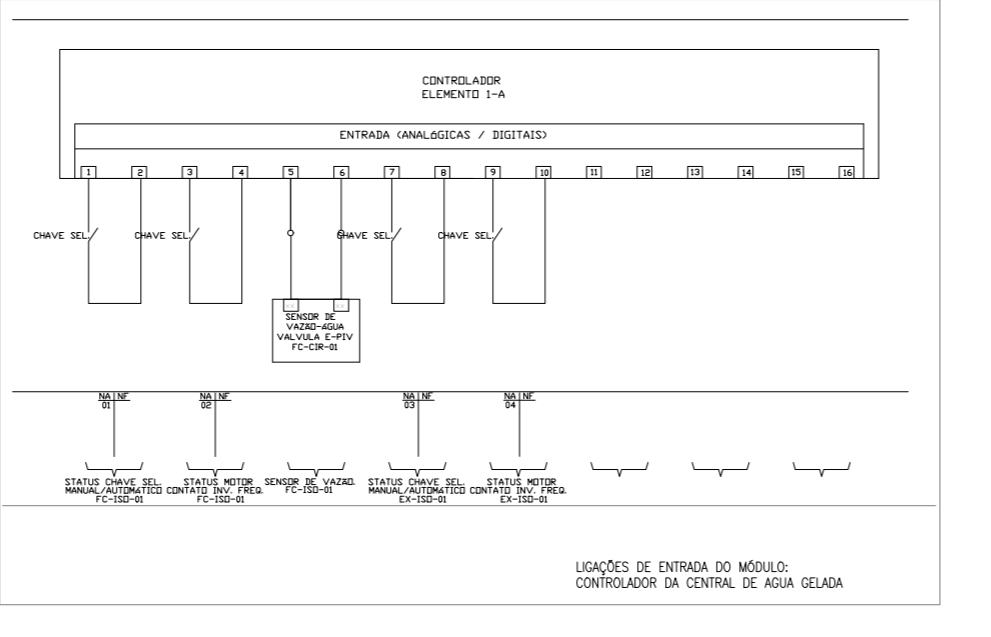 CONTROLADOR
ELEMENTO 1-A
ENTRADA (ANALóGICAS / DIGITAIS)
1 2 3 4 5 6 7 8 9 10 11 12 13 14 15 16
CHAVE SEL. CHAVE SEL. CHAVE SEL. CHAVE SEL.
SENSOR DE
VAZÃO-áGUA
VALVULA E-PIV
FC-CIR-01
NA NF NA NF NA NF NA NF
01 02 03 04
STATUS CHAVE SEL. STATUS MOTOR SENSOR DE VAZÃO. STATUS CHAVE SEL. STATUS MOTOR
MANUAL/AUTOMáTICO CONTATO INV. FREQ. FC-ISO-01 MANUAL/AUTOMáTICO CONTATO INV. FREQ.
FC-ISO-01 FC-ISO-01 EX-ISO-01 EX-ISO-01
LIGAÇÕES DE ENTRADA DO MÓDULO:
CONTROLADOR DA CENTRAL DE AGUA GELADA